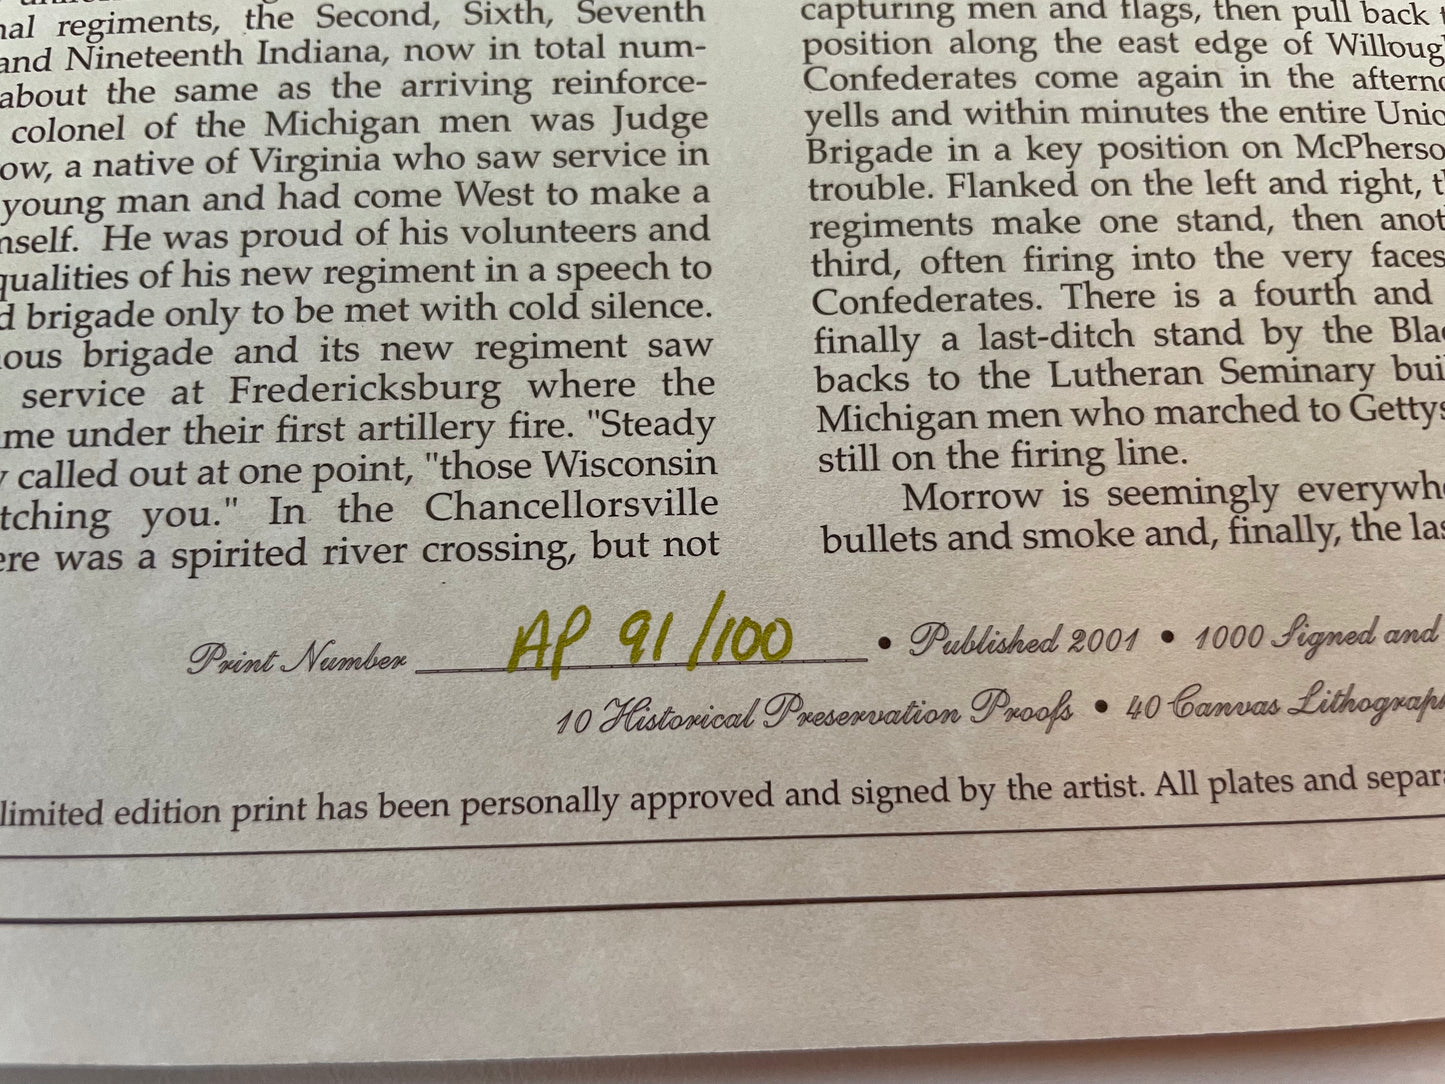 regiments, the Second, Sixth, Seventh
and Nineteenth Indiana, now in total num-
about the same as the arriving reinforce-
colonel of the Michigan men was Judge
ow, a native of Virginia who saw service in
young man and had come West to make a
mself. He was proud of his volunteers and
qualities of his new regiment in a speech to
d brigade only to be met with cold silence.
ous brigade and its new regiment saw
service at Fredericksburg where the
me under their first artillery fire. "Steady
y called out at one point, "those Wisconsin
tching you." In the Chancellorsville
ere was a spirited river crossing, but not
capturing men and flags, then pull back
position along the east edge of Willoug
Confederates come again in the afterno
yells and within minutes the entire Unio
Brigade in a key position on McPherso
trouble. Flanked on the left and right, t
regiments make one stand, then anot
third, often firing into the very faces
Confederates. There is a fourth and
finally a last-ditch stand by the Bla
backs to the Lutheran Seminary bui
Michigan men who marched to Gettys
still on the firing line.
Morrow is seemingly everywh
bullets and smoke and, finally, the las
Print Number AP 91/100 • Published 2001 • 1000 Signed and
10 Historical Preservation Proofs • 40 Canvas Lithograph
limited edition print has been personally approved and signed by the artist. All plates and separ